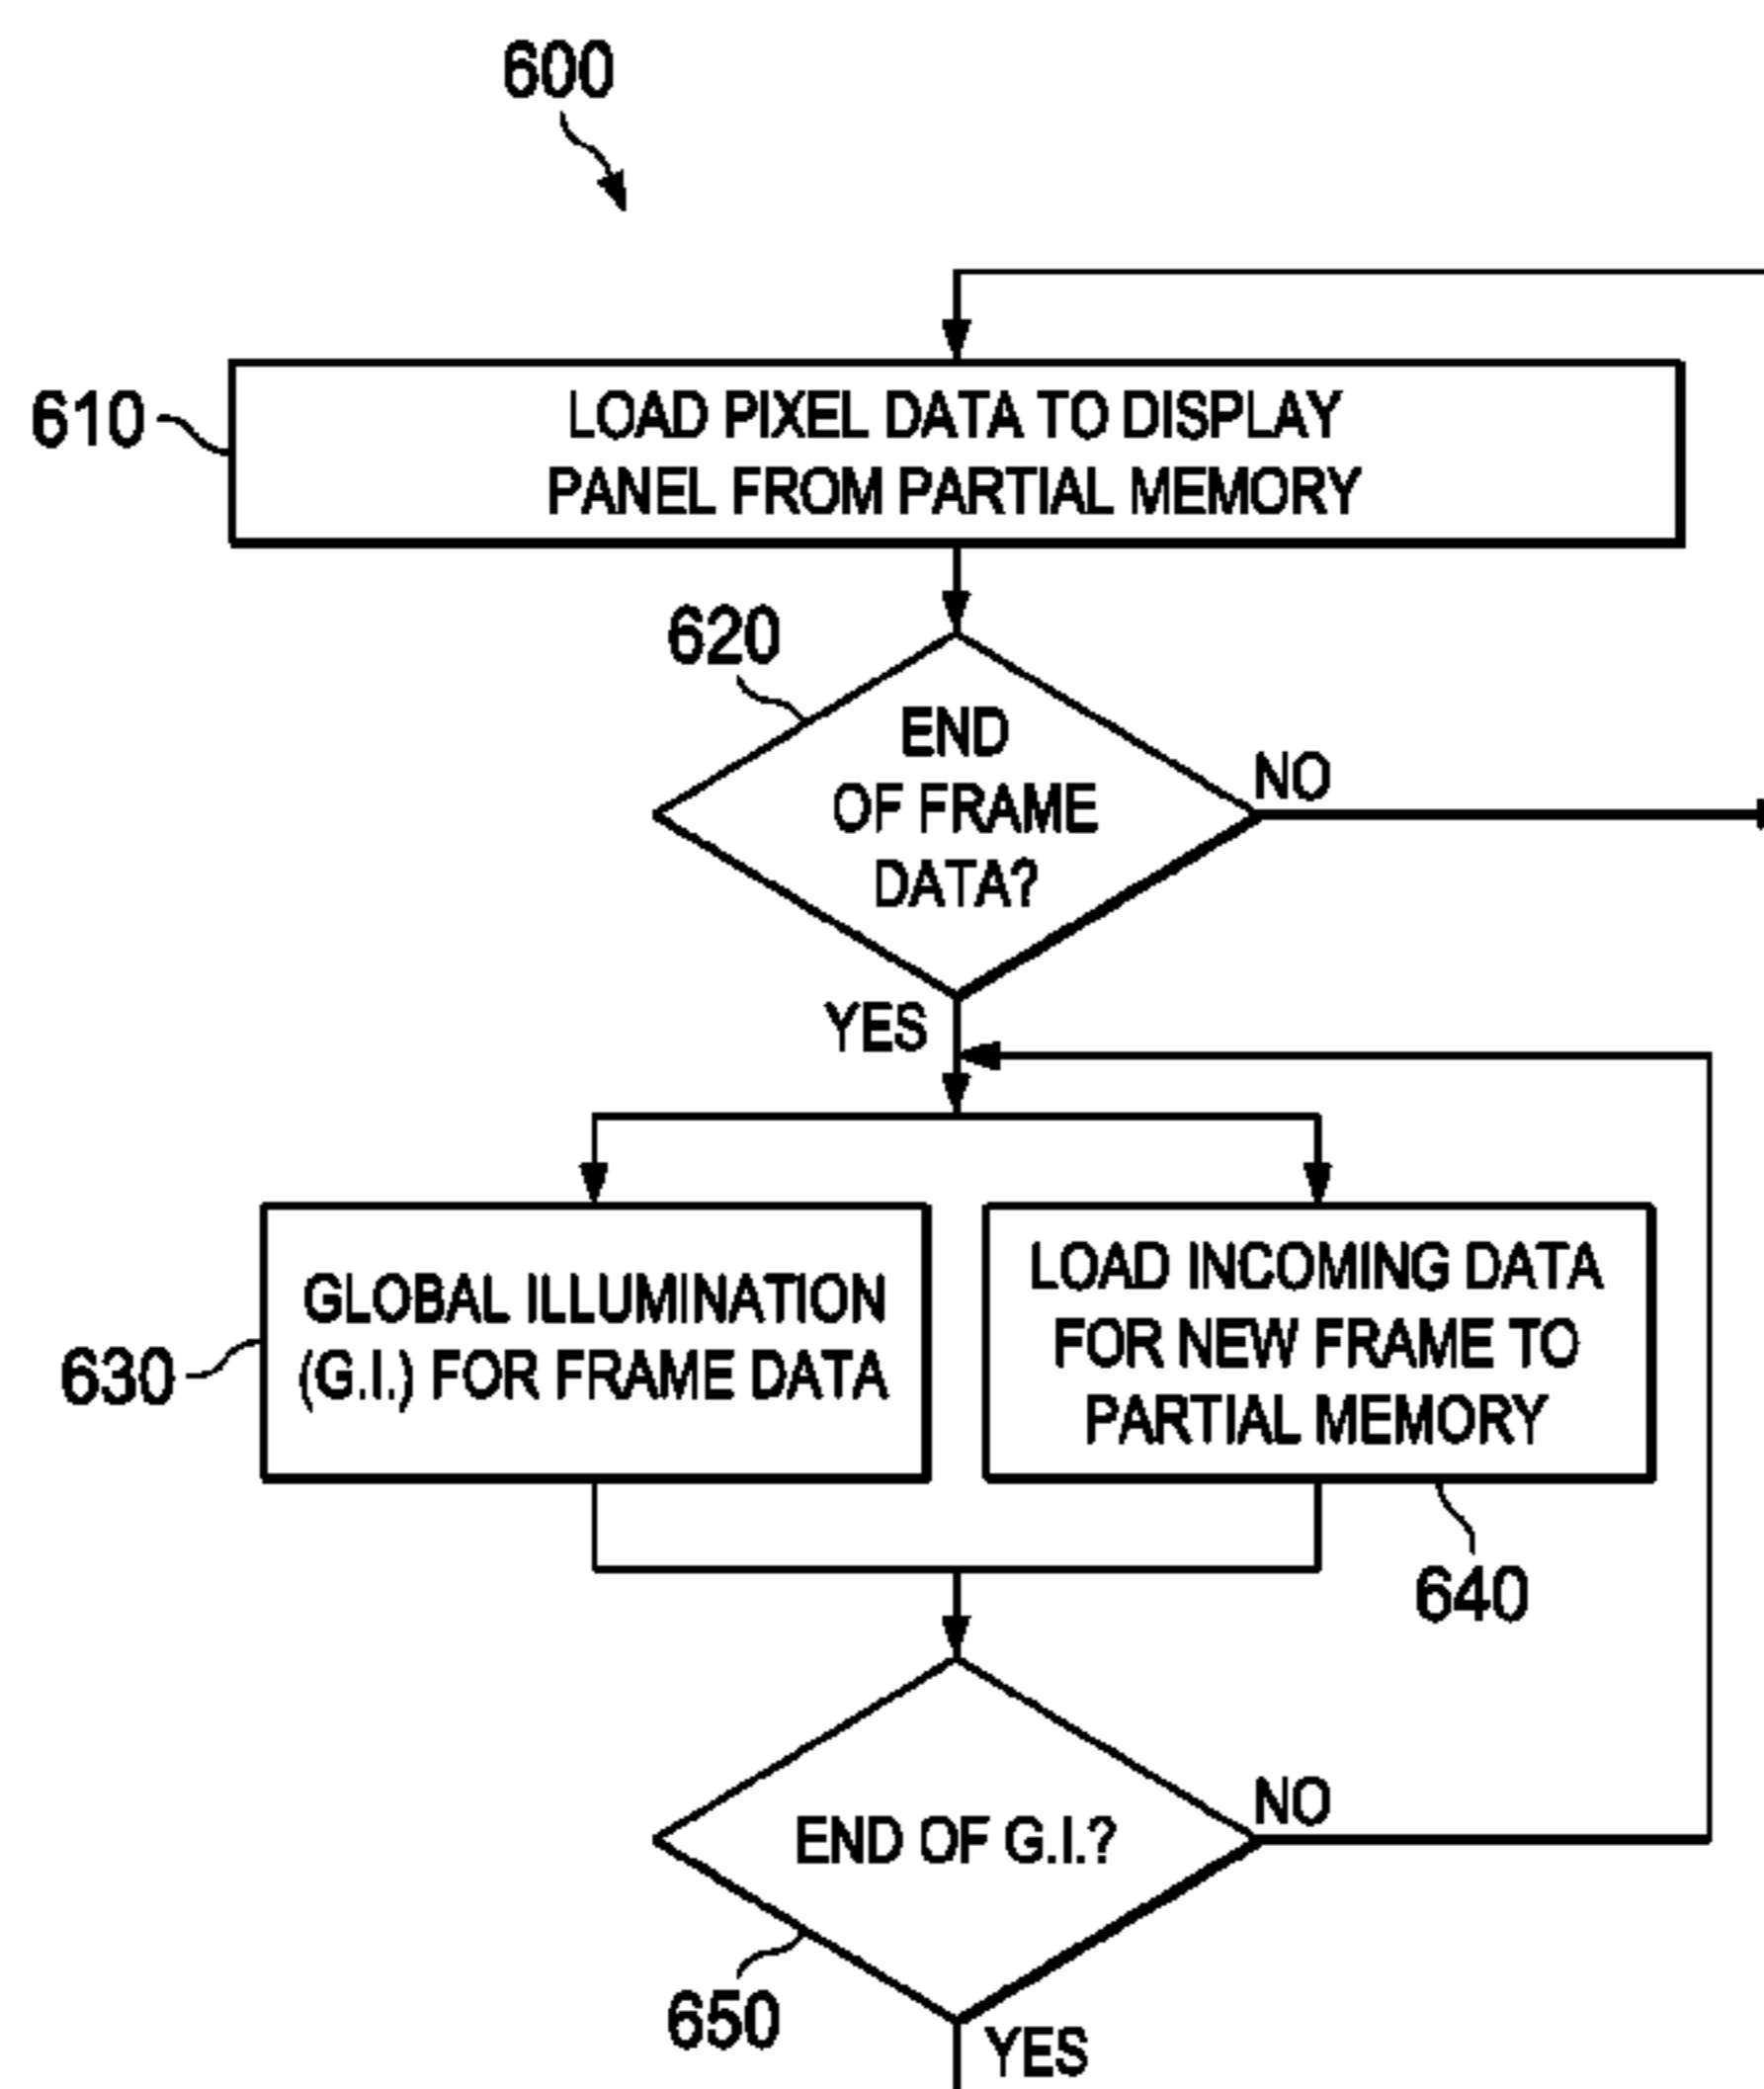 600
610
LOAD PIXEL DATA TO DISPLAY
PANEL FROM PARTIAL MEMORY
620
END
OF FRAME
DATA?
NO
YES
630
GLOBAL ILLUMINATION
(G.I.) FOR FRAME DATA
LOAD INCOMING DATA
FOR NEW FRAME TO
PARTIAL MEMORY
640
END OF G.I.?
NO
650
YES